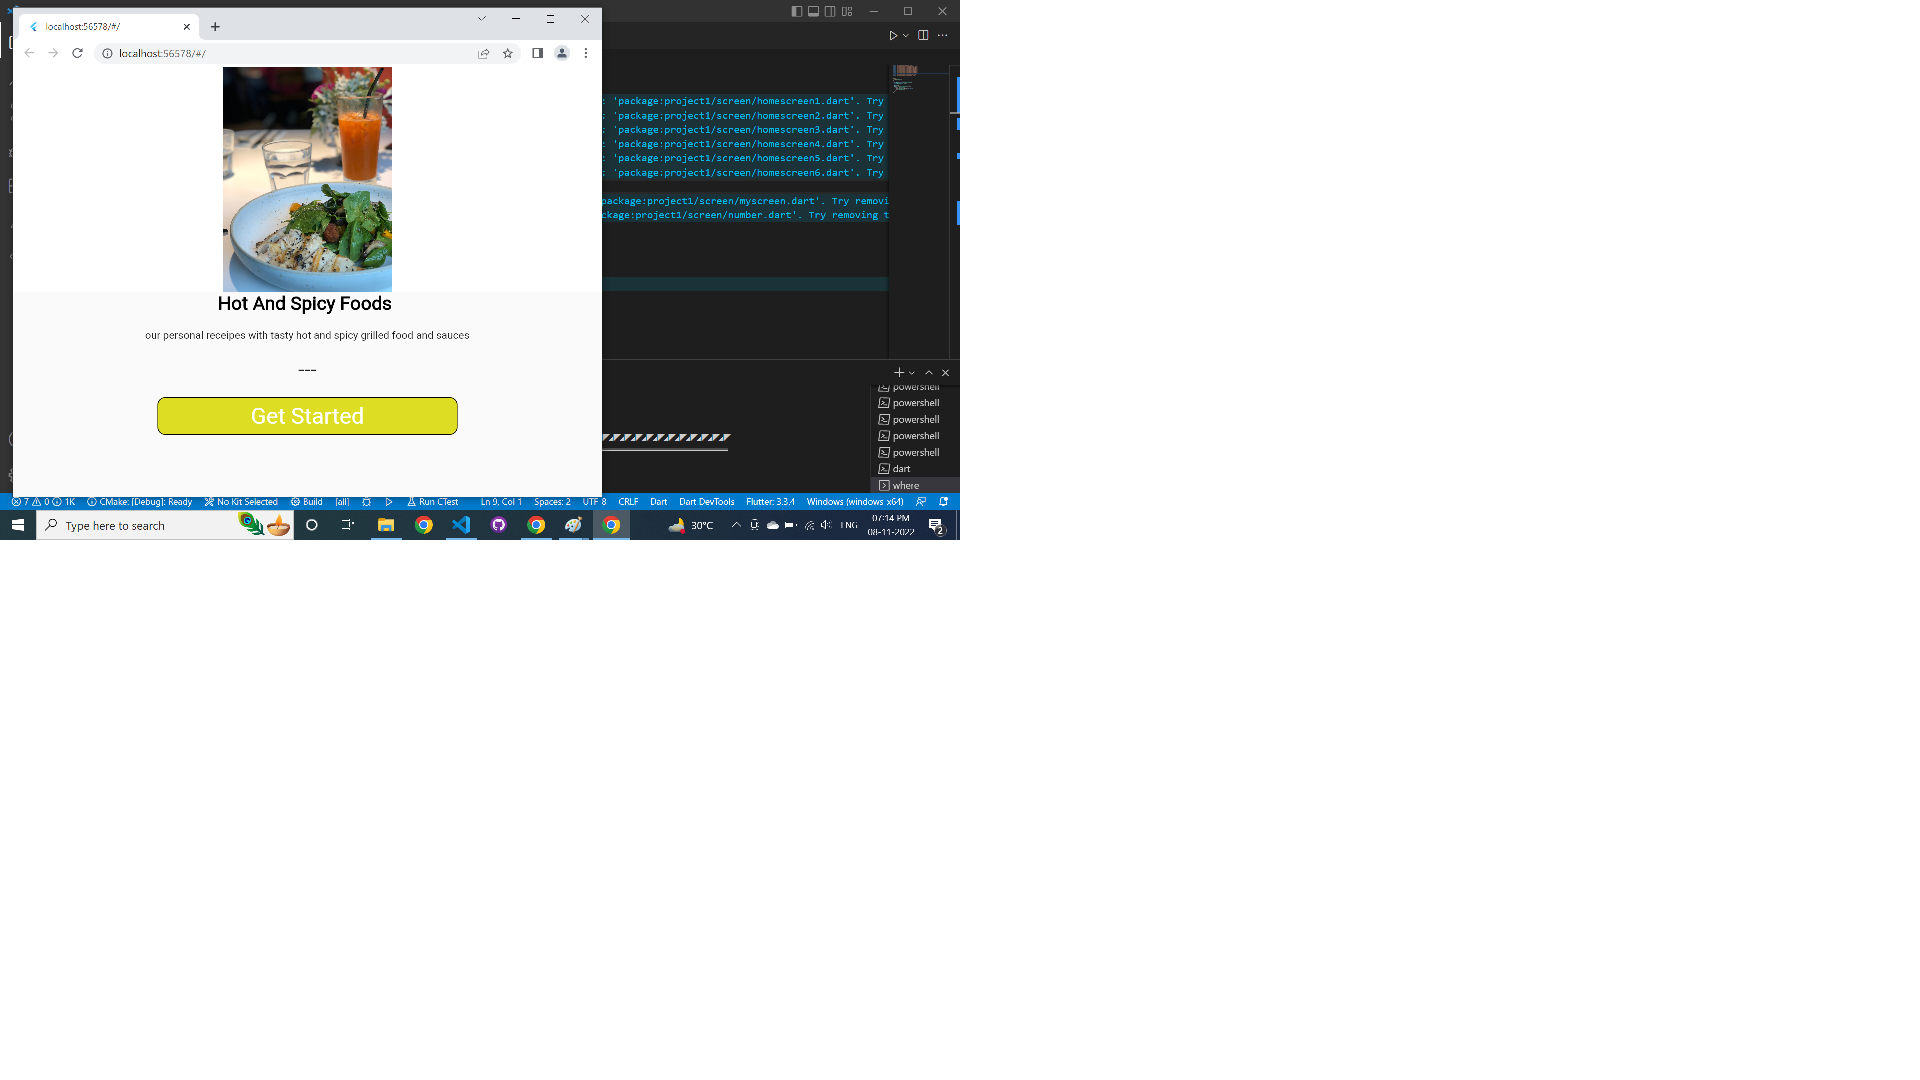 localhost:56578/#/
localhost:56578/#/
Hot And Spicy Foods
our personal receipes with tasty hot and spicy grilled food and sauces
---
Get Started
: 'package:project1/screen/homescreen1.dart'. Try
: 'package:project1/screen/homescreen2.dart'. Try
: 'package:project1/screen/homescreen3.dart'. Try
: 'package:project1/screen/homescreen4.dart'. Try
: 'package:project1/screen/homescreen5.dart'. Try
: 'package:project1/screen/homescreen6.dart'. Try
package:project1/screen/myscreen.dart'. Try removi
ckage:project1/screen/number.dart'. Try removing t
powershell
powershell
powershell
powershell
powershell
dart
where
7 0 1K CMake: [Debug]: Ready No Kit Selected Build [all] Run CTest Ln 9, Col 1 Spaces: 2 UTF-8 CRLF Dart Dart DevTools Flutter: 3.3.4 Windows (windows-x64)
Type here to search 30°C ENG 07:14 PM
08-11-2022 2